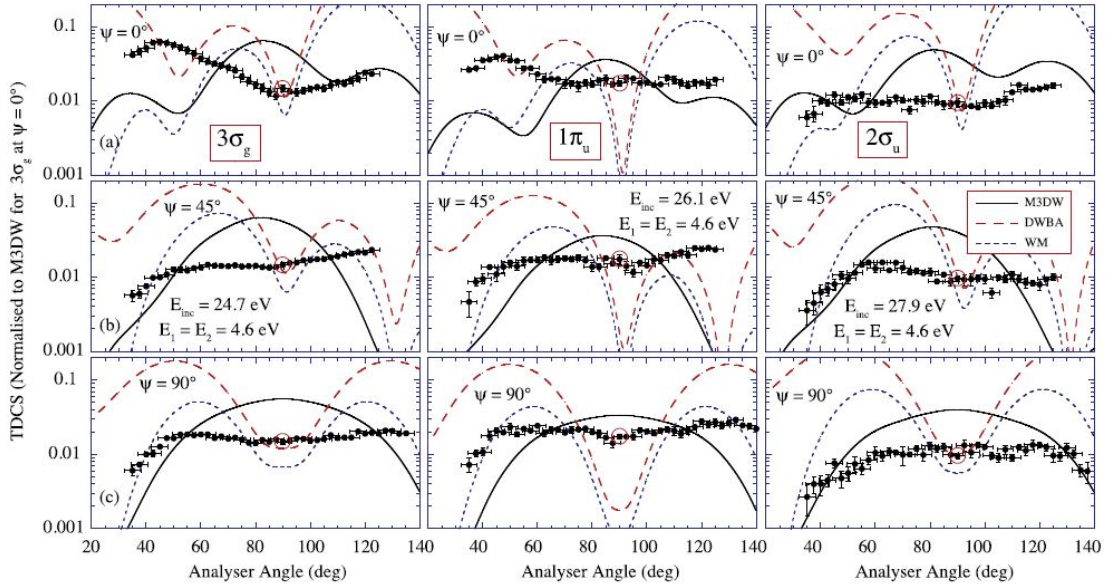 TDCS (Normalised to M3DW for 3σg at ψ = 0°)
0.1
0.01
0.001
ψ = 0°
(a)
3σg
ψ = 0°
1πu
ψ = 0°
2σu
0.1
0.01
0.001
ψ = 45°
(b)
Einc = 24.7 eV
E1 = E2 = 4.6 eV
ψ = 45°
Einc = 26.1 eV
E1 = E2 = 4.6 eV
ψ = 45°
M3DW
DWBA
WM
Einc = 27.9 eV
E1 = E2 = 4.6 eV
0.1
0.01
0.001
ψ = 90°
(c)
ψ = 90°
ψ = 90°
20 40 60 80 100 120 140
40 60 80 100 120 140
40 60 80 100 120 140
Analyser Angle (deg)
Analyser Angle (deg)
Analyser Angle (deg)